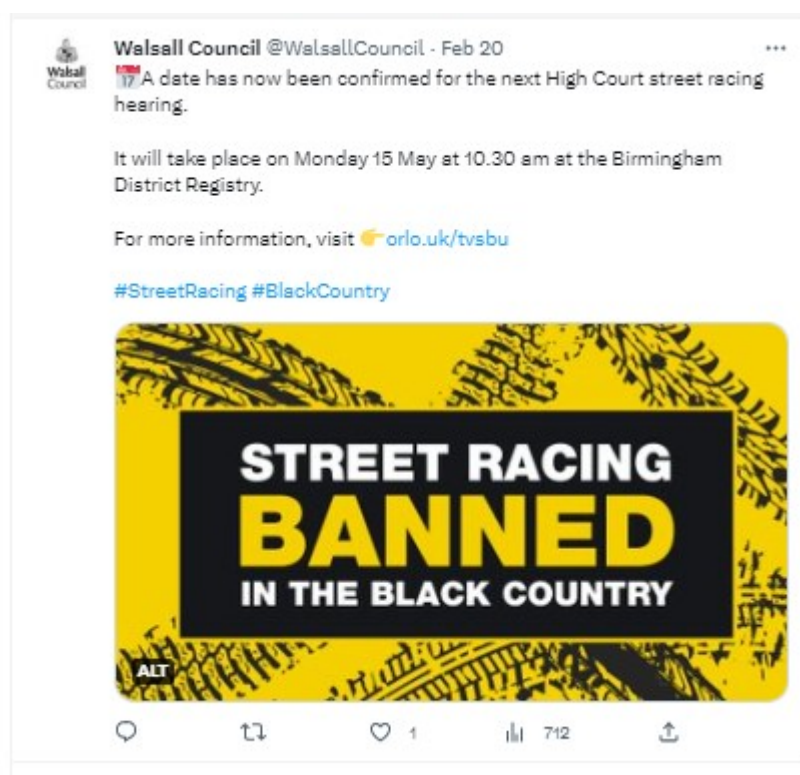 Walsall Council @WalsallCouncil · Feb 20
Walsall
Council
17 A date has now been confirmed for the next High Court street racing
hearing.
It will take place on Monday 15 May at 10.30 am at the Birmingham
District Registry.
For more information, visit 👉orlo.uk/tvsbu
#StreetRacing #BlackCountry
STREET RACING
BANNED
IN THE BLACK COUNTRY
ALT
1 712